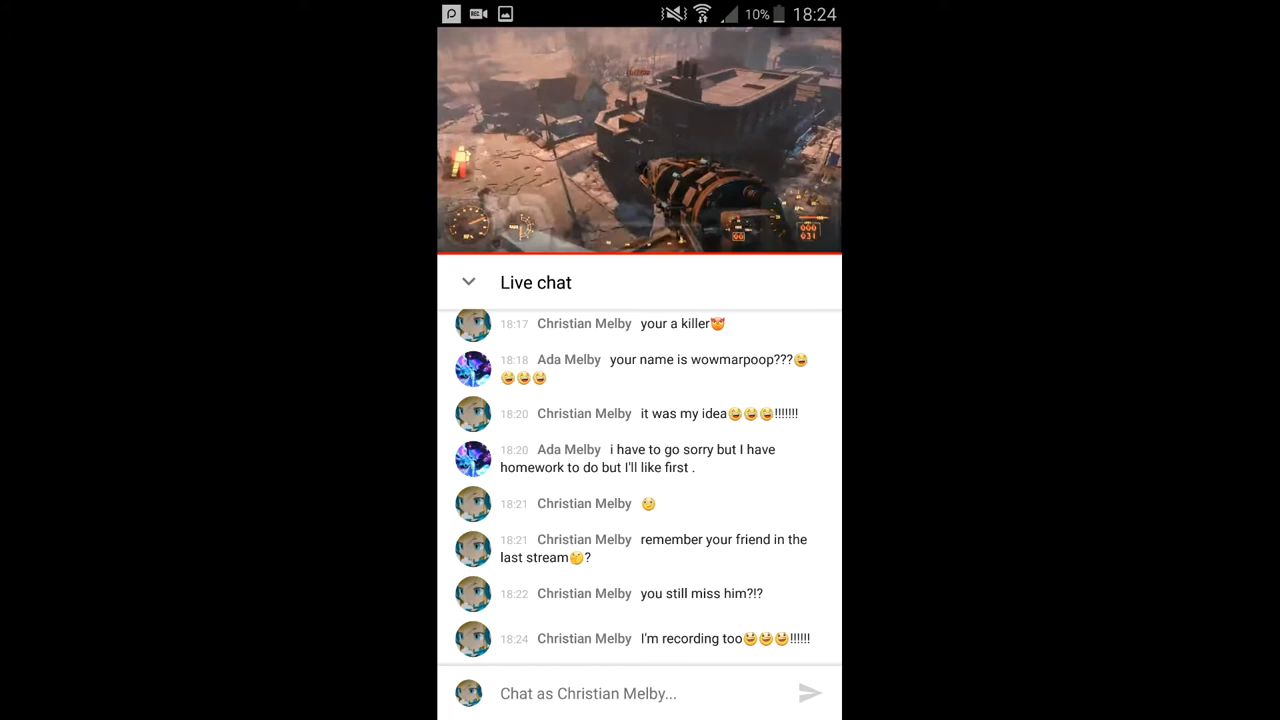 10% 18:24
Live chat
18:17 Christian Melby your a killer
18:18 Ada Melby your name is wowmarpoop???
18:20 Christian Melby it was my idea!!!!!!!
18:20 Ada Melby i have to go sorry but I have
homework to do but I'll like first .
18:21 Christian Melby
18:21 Christian Melby remember your friend in the
last stream?
18:22 Christian Melby you still miss him?!?
18:24 Christian Melby I'm recording too!!!!!!
Chat as Christian Melby...